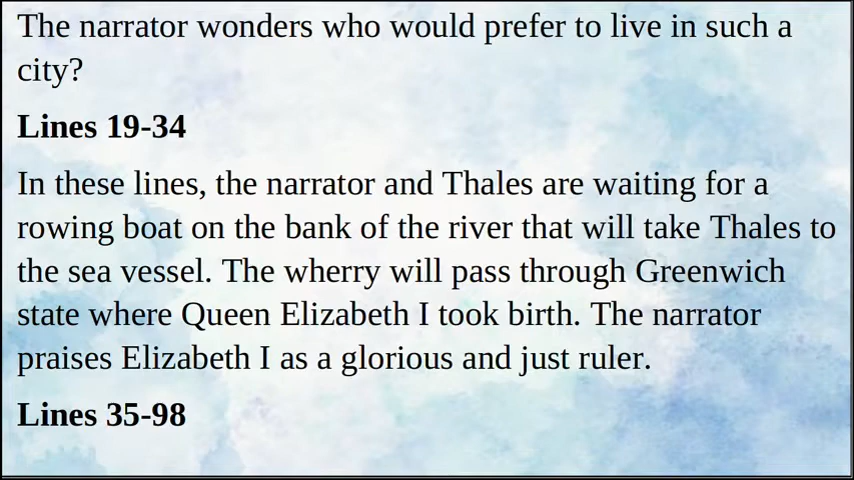 The narrator wonders who would prefer to live in such a
city?
Lines 19-34
In these lines, the narrator and Thales are waiting for a
rowing boat on the bank of the river that will take Thales to
the sea vessel. The wherry will pass through Greenwich
state where Queen Elizabeth I took birth. The narrator
praises Elizabeth I as a glorious and just ruler.
Lines 35-98